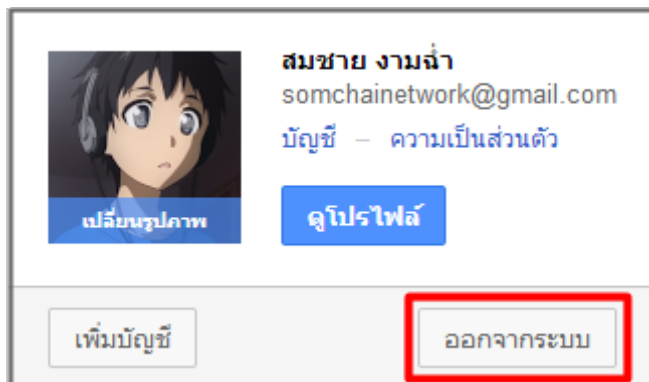 สมชาย งามฉ่ำ
somchainetwork@gmail.com
บัญชี – ความเป็นส่วนตัว
เปลี่ยนรูปภาพ
ดูโปรไฟล์
เพิ่มบัญชี
ออกจากระบบ